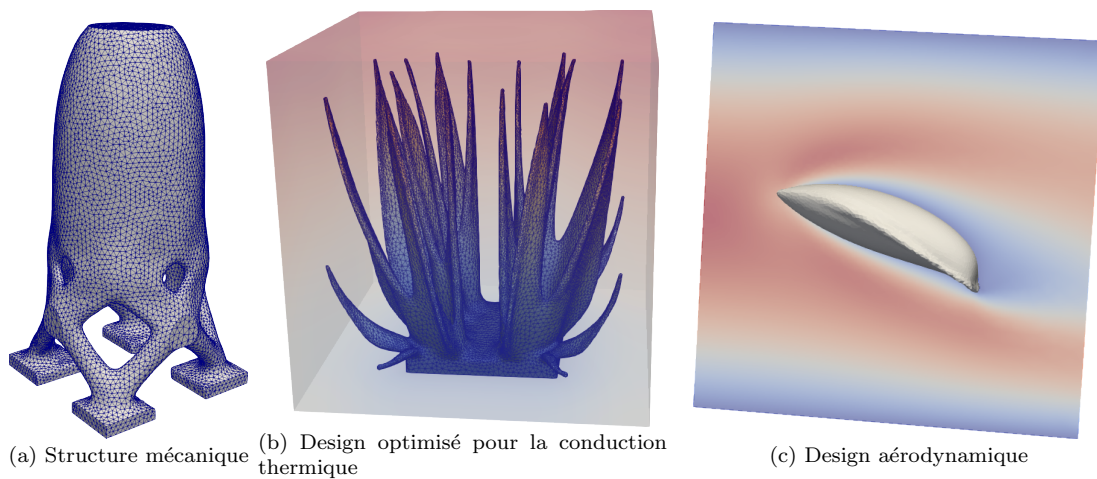 (a) Structure mécanique
(b) Design optimisé pour la conduction
thermique
(c) Design aérodynamique